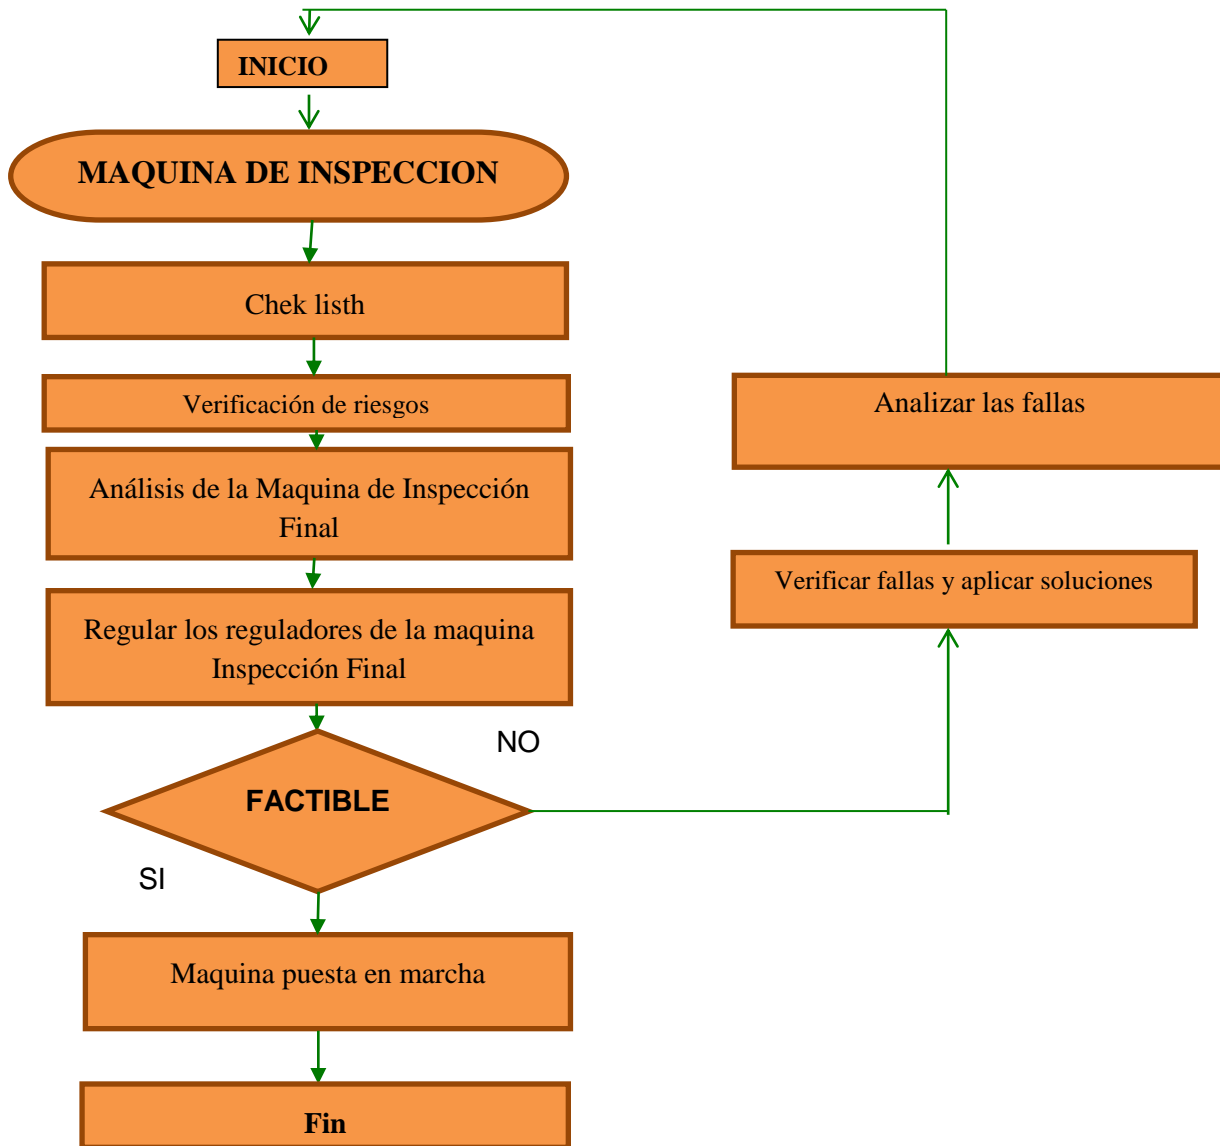 INICIO
MAQUINA DE INSPECCION
Chek listh
Verificación de riesgos
Análisis de la Maquina de Inspección
Final
Regular los reguladores de la maquina
Inspección Final
NO
FACTIBLE
SI
Maquina puesta en marcha
Fin
Analizar las fallas
Verificar fallas y aplicar soluciones